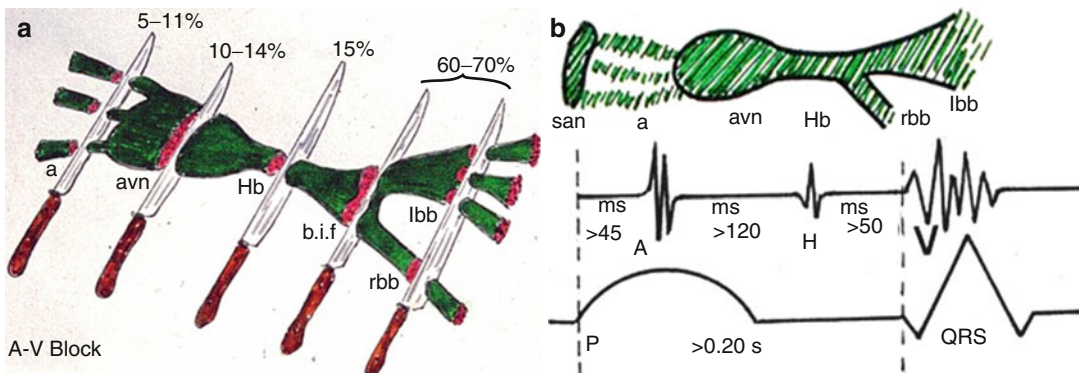 a
5–11%
10–14%
15%
60–70%
a
avn
Hb
b.i.f
lbb
rbb
A-V Block
b
san
a
avn
Hb
rbb
lbb
ms
>45
A
ms
>120
H
ms
>50
V
P
>0.20 s
QRS